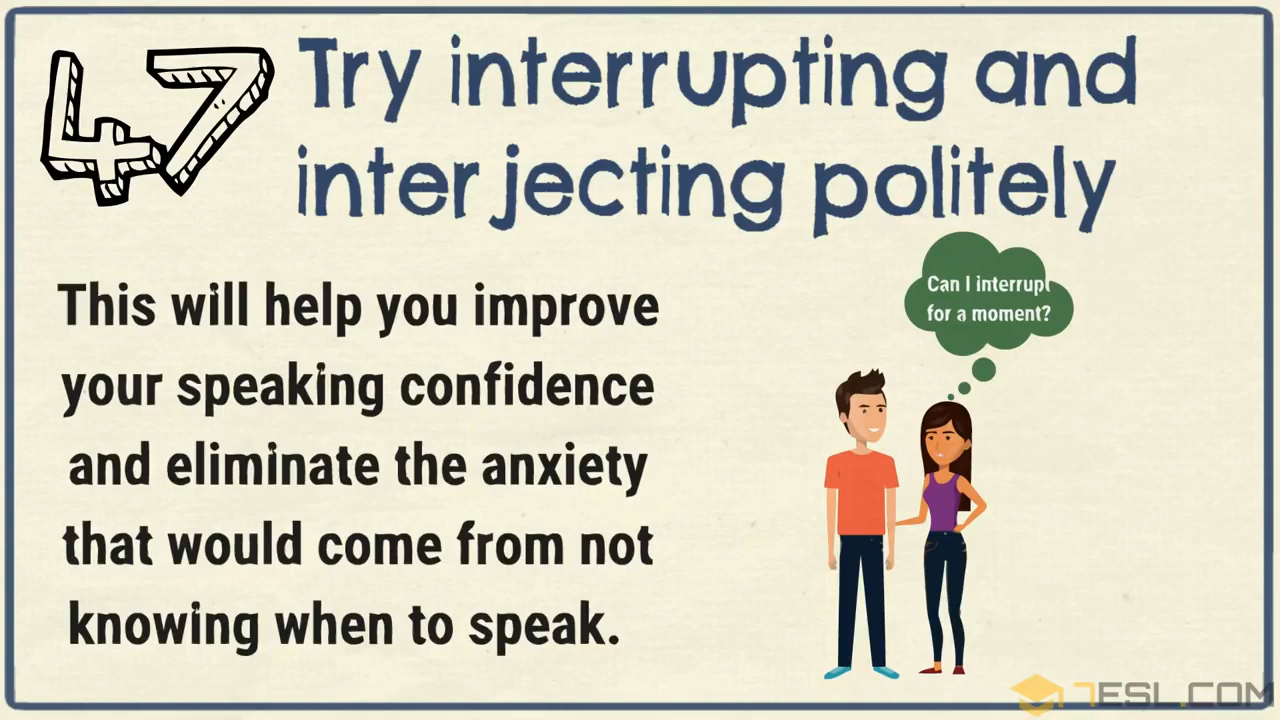 47
Try interrupting and
interjecting politely
This will help you improve
your speaking confidence
and eliminate the anxiety
that would come from not
knowing when to speak.
Can I interrupt
for a moment?
7ESL.COM